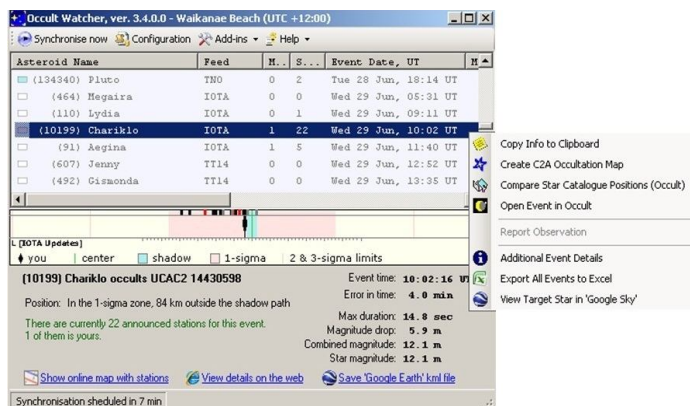 Occult Watcher, ver. 3.4.0.0 - Waikanae Beach (UTC +12:00)
Synchronise now Configuration Add-ins Help
Asteroid Name Feed M.. S... Event Date, UT M
(134340) Pluto TNO 0 2 Tue 28 Jun, 18:14 UT
(464) Megaira IOTA 0 0 Wed 29 Jun, 05:31 UT
(110) Lydia IOTA 0 1 Wed 29 Jun, 09:11 UT
(10199) Chariklo IOTA 1 22 Wed 29 Jun, 10:02 UT
(91) Aegina IOTA 1 5 Wed 29 Jun, 11:40 UT
(607) Jenny TT14 0 0 Wed 29 Jun, 12:52 UT
(492) Gismonda TT14 0 0 Wed 29 Jun, 13:35 UT
Copy Info to Clipboard
Create C2A Occultation Map
Compare Star Catalogue Positions (Occult)
Open Event in Occult
Report Observation
Additional Event Details
Export All Events to Excel
View Target Star in 'Google Sky'
L [IOTA Updates]
you center shadow 1-sigma 2 & 3-sigma limits
(10199) Chariklo occults UCAC2 14430598
Position: In the 1-sigma zone, 84 km outside the shadow path
There are currently 22 announced stations for this event.
1 of them is yours.
Event time: 10:02:16 UT
Error in time: 4.0 min
Max duration: 14.8 sec
Magnitude drop: 5.9 m
Combined magnitude: 12.1 m
Star magnitude: 12.1 m
Show online map with stations View details on the web Save 'Google Earth' kml file
Synchronisation sheduled in 7 min